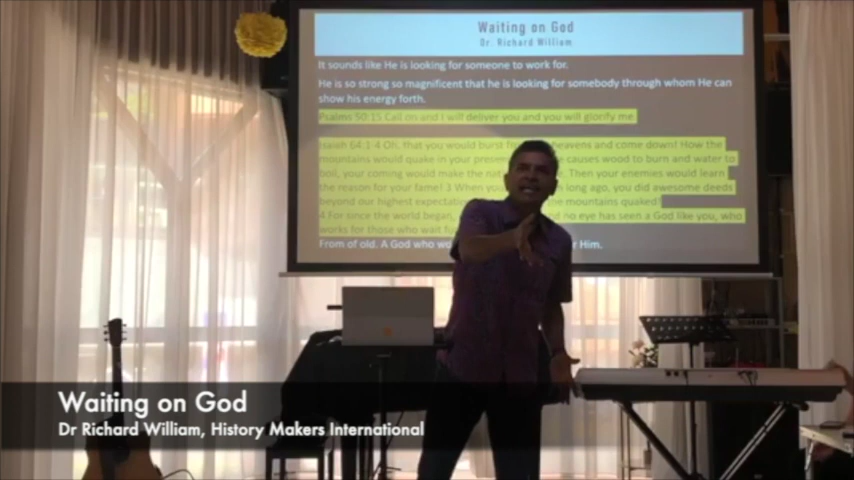 Waiting on God
Dr. Richard William
It sounds like He is looking for someone to work for.
He is so strong so magnificent that he is looking for somebody through whom He can
show his energy forth.
Psalms 50:15 Call on and I will deliver you and you will glorify me
Isaiah 64:1-4 Oh, that you would burst from heavens and come down! How the
mountains would quake in your presen causes wood to burn and water to
boil, your coming would make the nat Then your enemies would learn
the reason for your fame! 3 When you n long ago, you did awesome deeds
beyond our highest expectat he mountains quaked!
4 For since the world began, nd no eye has seen a God like you, who
works for those who wait
From of old. A God who wo r Him.
Waiting on God
Dr Richard William, History Makers International